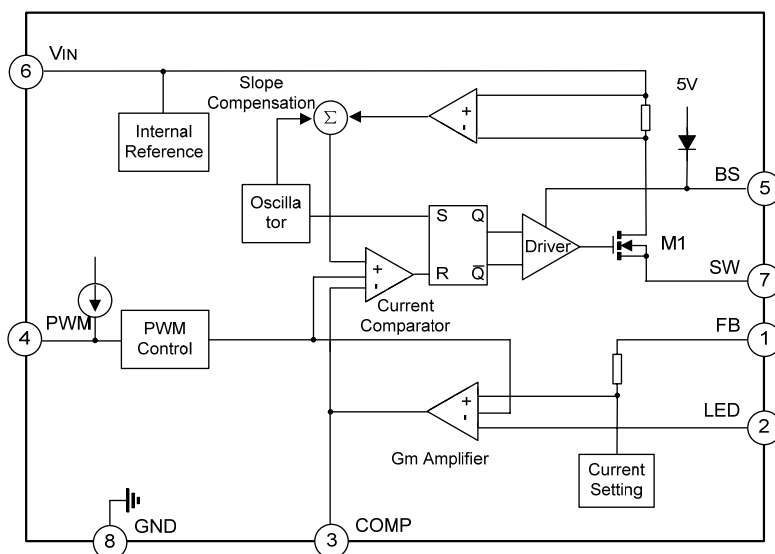 VIN
6
Slope
Compensation
Σ
+
-
5V
Internal
Reference
BS
5
Oscilla
tor
S
Q
R
Q̅
Driver
M1
SW
7
+
-
Current
Comparator
PWM
4
PWM
Control
FB
1
+
-
LED
2
Gm Amplifier
Current
Setting
GND
8
COMP
3